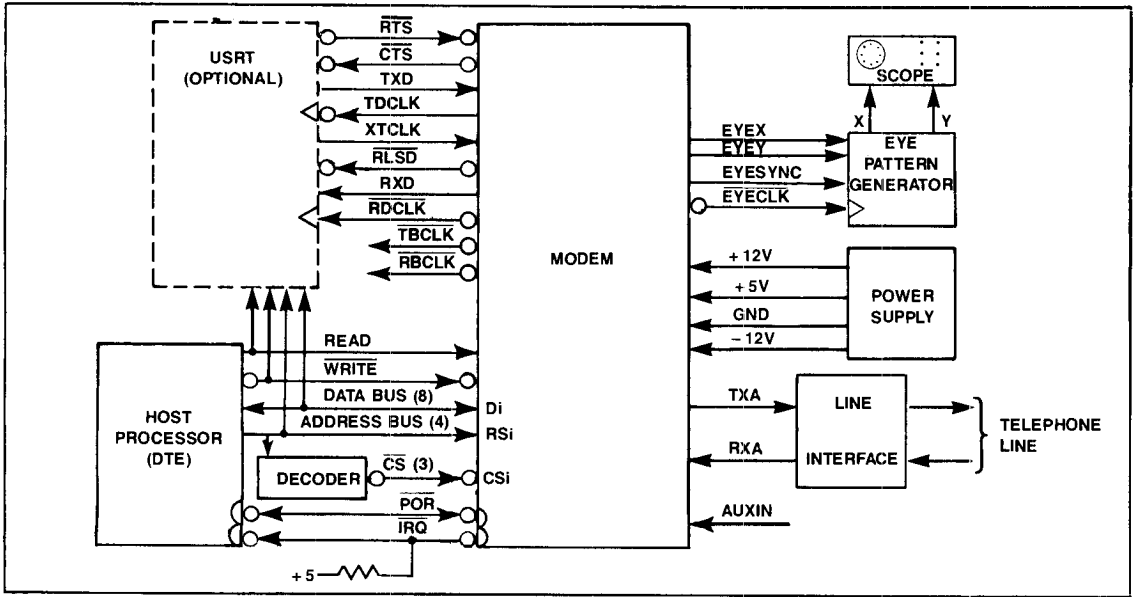 USRT
(OPTIONAL)
RTS
CTS
TXD
TDCLK
XTCLK
RLSD
RXD
RDCLK
TBCLK
RBCLK
MODEM
SCOPE
X
Y
EYEX
EYEY
EYESYNC
EYECLK
EYE
PATTERN
GENERATOR
+12V
+5V
GND
-12V
POWER
SUPPLY
HOST
PROCESSOR
(DTE)
READ
WRITE
DATA BUS (8)
Di
ADDRESS BUS (4)
RSi
DECODER
CS (3)
CSi
POR
IRQ
+5
TXA
RXA
AUXIN
LINE
INTERFACE
TELEPHONE
LINE